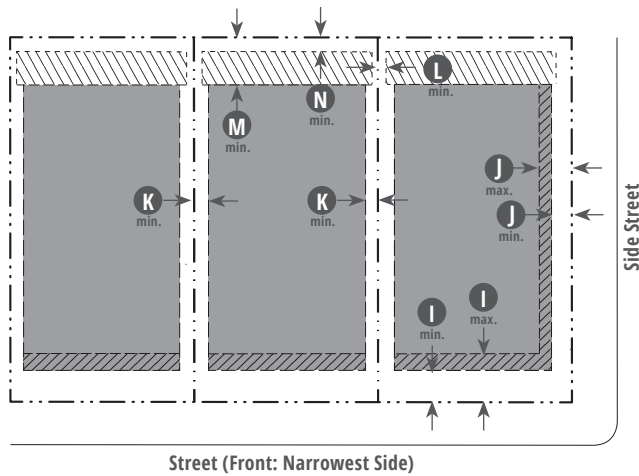 L
min.
N
min.
M
min.
J
max.
K
min.
K
min.
J
min.
I
min.
I
max.
Side Street
Street (Front: Narrowest Side)